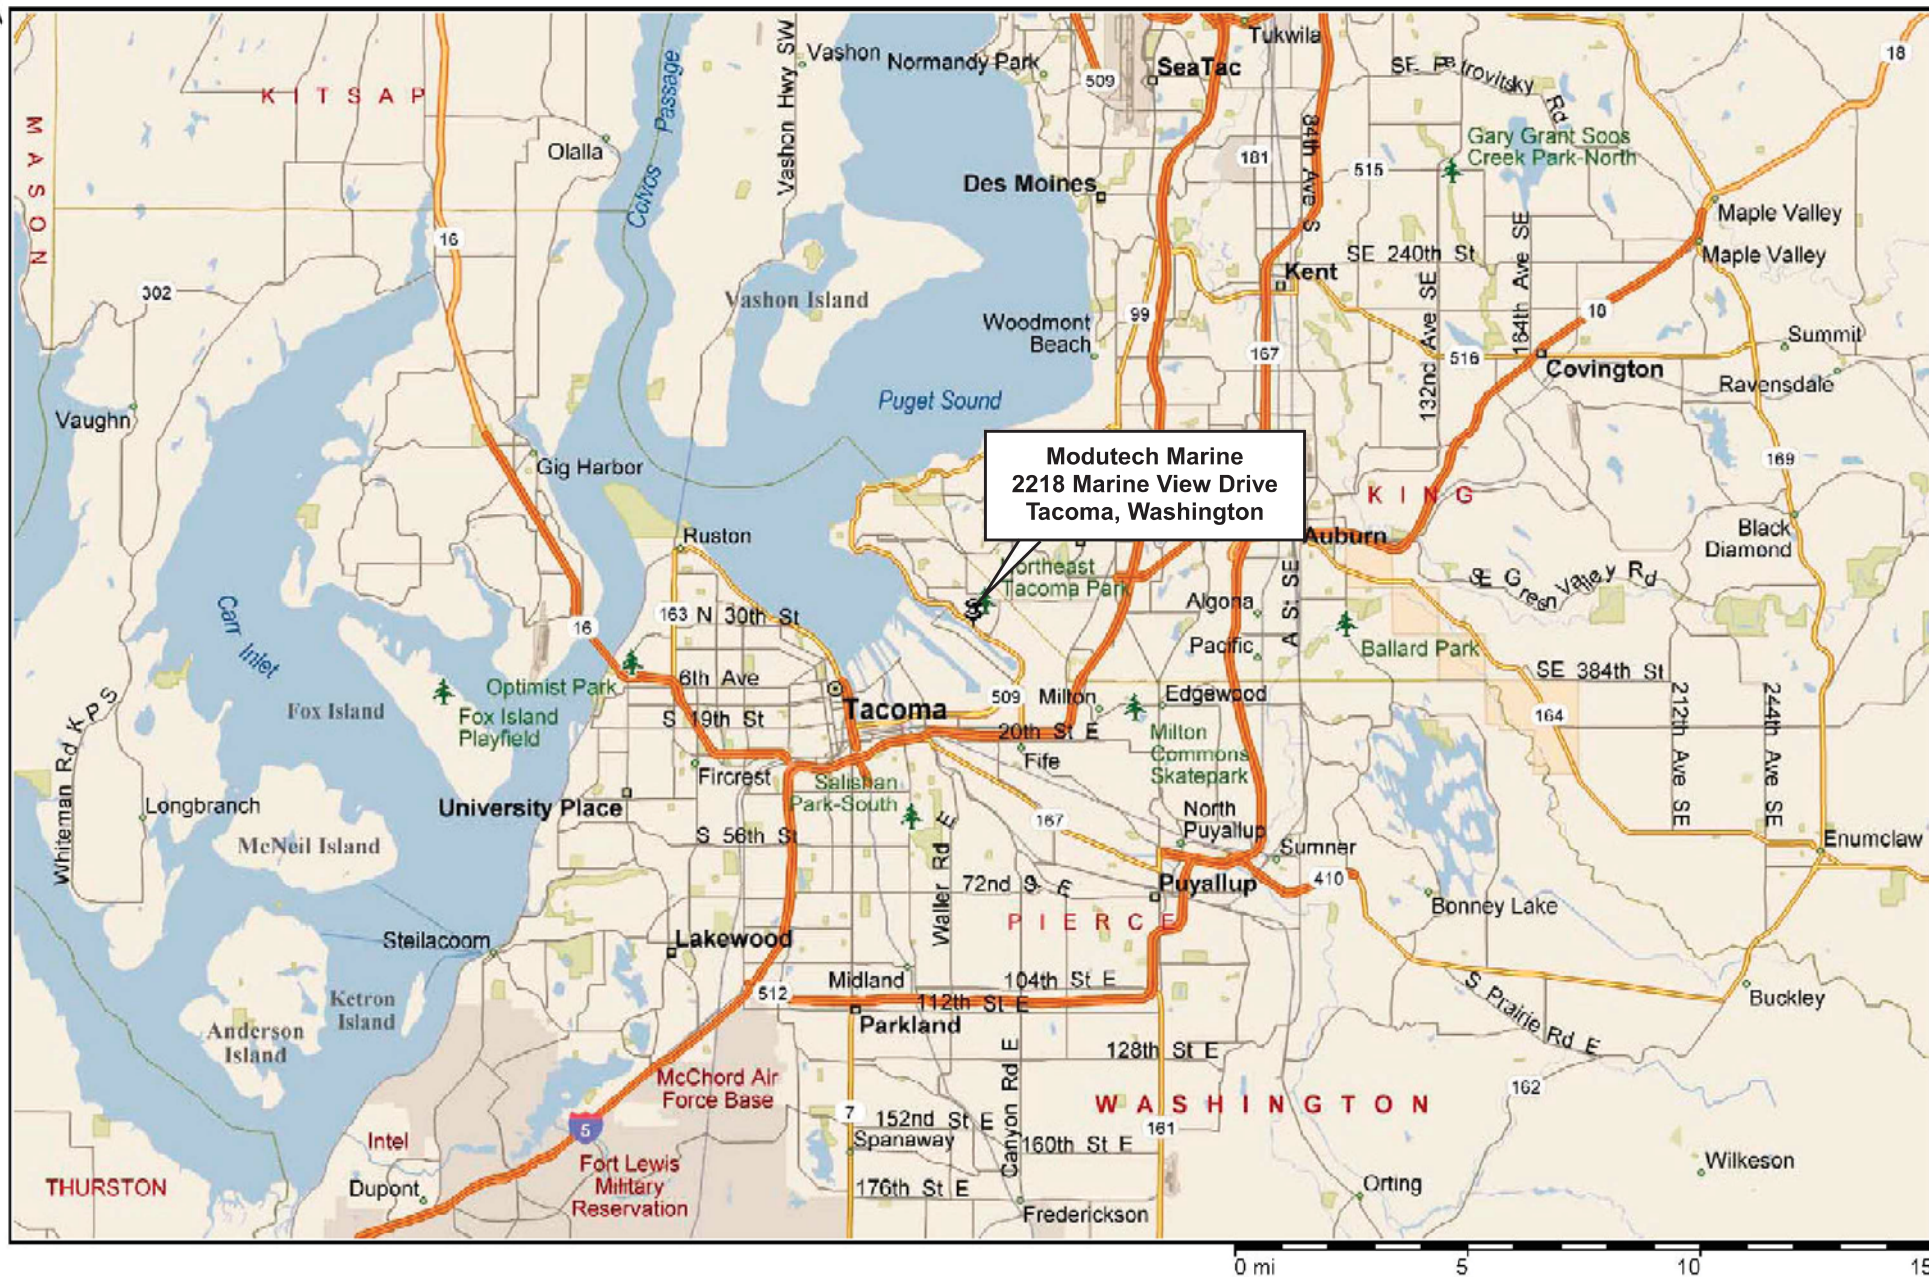 Tukwila
18
Vashon
Normandy Park
SeaTac
SE Petrovitsky Rd
509
KITSAP
Vashon Hwy SW
Colvos Passage
MASON
Olalla
181
84th Ave S
515
Gary Grant Soos
Creek Park-North
Des Moines
Maple Valley
16
SE 240th St
Maple Valley
Kent
132nd Ave SE
164th Ave SE
302
Vashon Island
99
18
Woodmont
Beach
167
516
Summit
Covington
Ravensdale
Vaughn
Puget Sound
Gig Harbor
Modutech Marine
2218 Marine View Drive
Tacoma, Washington
169
KING
Black
Diamond
Ruston
Auburn
Northeast
Tacoma Park
SE Green Valley Rd
A St SE
Algona
Carr Inlet
16
163
N 30th St
Pacific
Ballard Park
6th Ave
Optimist Park
SE 384th St
Fox Island
Fox Island
Playfield
509
Milton
Edgewood
Tacoma
S 19th St
164
212th Ave SE
244th Ave SE
20th St E
Milton
Commons
Skatepark
Fife
Fircrest
Salishan
Park-South
Whiteman Rd KPS
Longbranch
University Place
167
North
Puyallup
S 56th St
Enumclaw
McNeil Island
Sumner
Waller Rd E
72nd S E
Puyallup
410
Bonney Lake
PIERCE
Steilacoom
Lakewood
Midland
104th St E
512
112th St E
Ketron
Island
Anderson
Island
Parkland
S Prairie Rd E
Buckley
128th St E
Canyon Rd E
McChord Air
Force Base
162
WASHINGTON
7
152nd St E
161
5
Intel
Spanaway
160th St E
Fort Lewis
Military
Reservation
Wilkeson
THURSTON
Dupont
176th St E
Orting
Frederickson
0 mi
5
10
15